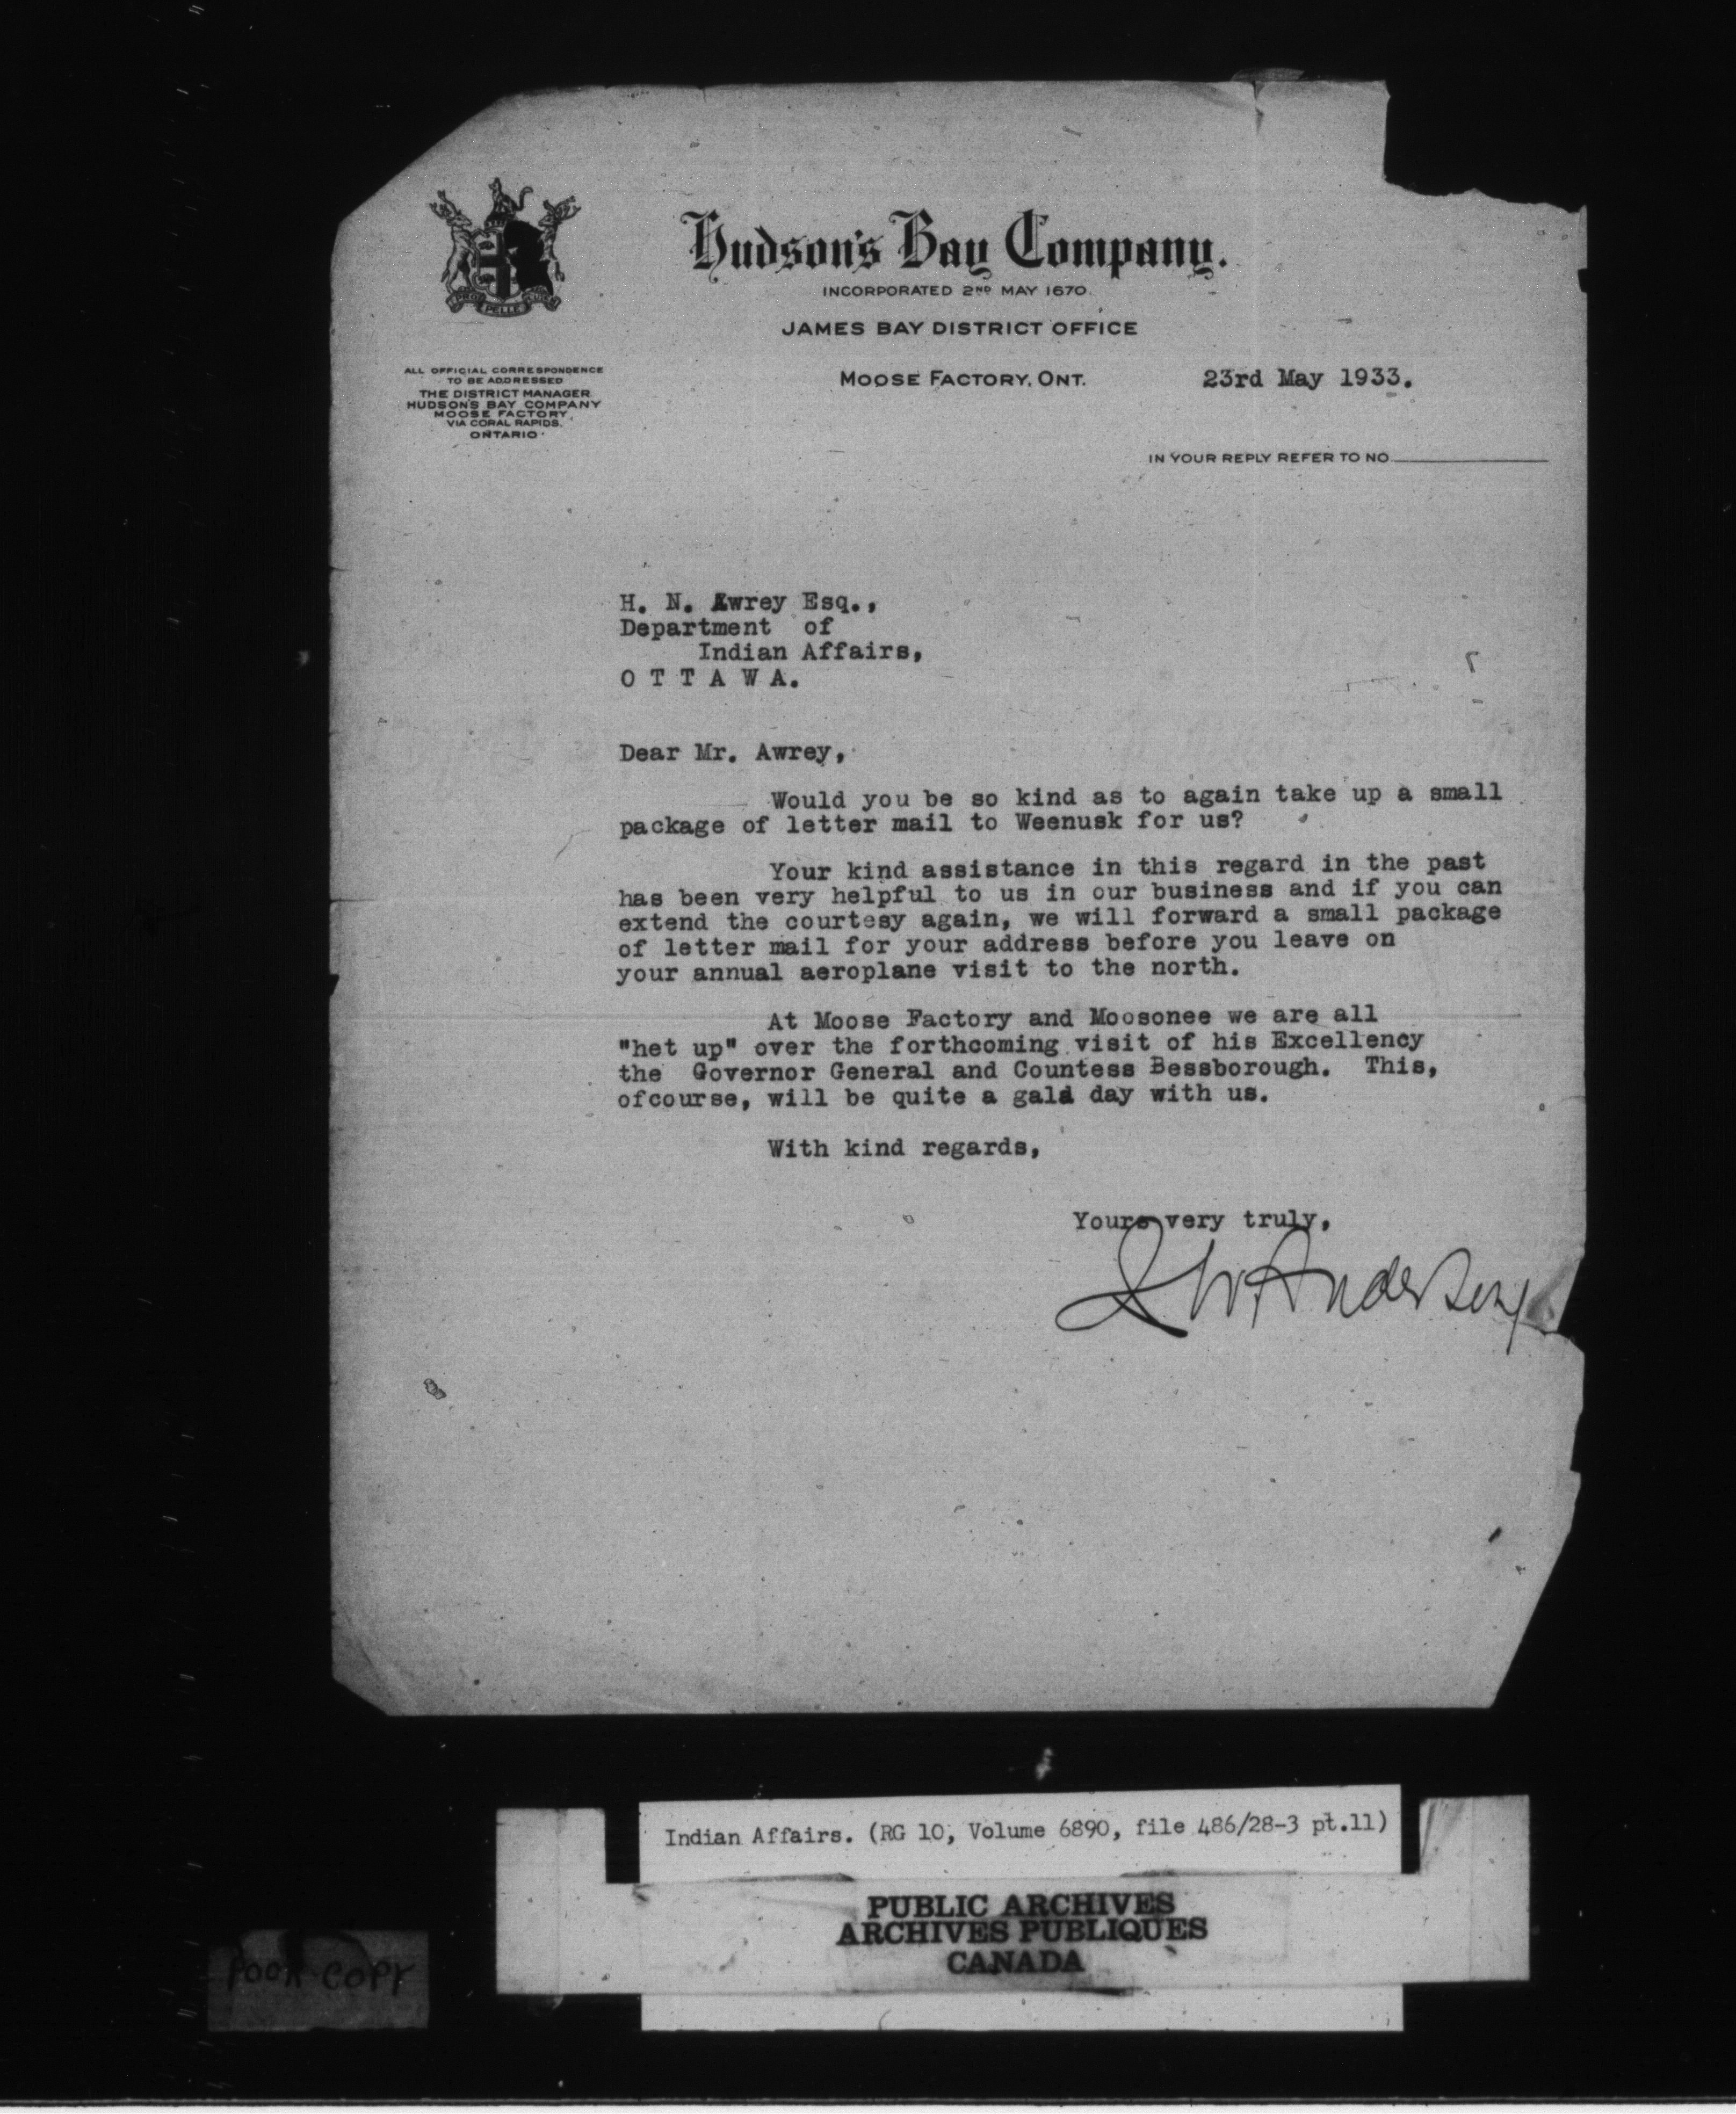 PRO PELLE CUTEM
Hudson's Bay Company.
INCORPORATED 2ND MAY 1670.
JAMES BAY DISTRICT OFFICE
MOOSE FACTORY, ONT. 23rd May 1933.
ALL OFFICIAL CORRESPONDENCE
TO BE ADDRESSED
THE DISTRICT MANAGER
HUDSON'S BAY COMPANY
MOOSE FACTORY,
VIA CORAL RAPIDS.
ONTARIO
IN YOUR REPLY REFER TO NO.
H. N. Awrey Esq.,
Department of
Indian Affairs,
O T T A W A.
Dear Mr. Awrey,
Would you be so kind as to again take up a small
package of letter mail to Weenusk for us?
Your kind assistance in this regard in the past
has been very helpful to us in our business and if you can
extend the courtesy again, we will forward a small package
of letter mail for your address before you leave on
your annual aeroplane visit to the north.
At Moose Factory and Moosonee we are all
"het up" over the forthcoming visit of his Excellency
the Governor General and Countess Bessborough. This,
ofcourse, will be quite a gala day with us.
With kind regards,
Yours very truly,
J W Anderson
Indian Affairs. (RG 10, Volume 6890, file 486/28-3 pt.11)
PUBLIC ARCHIVES
ARCHIVES PUBLIQUES
CANADA
POOR COPY